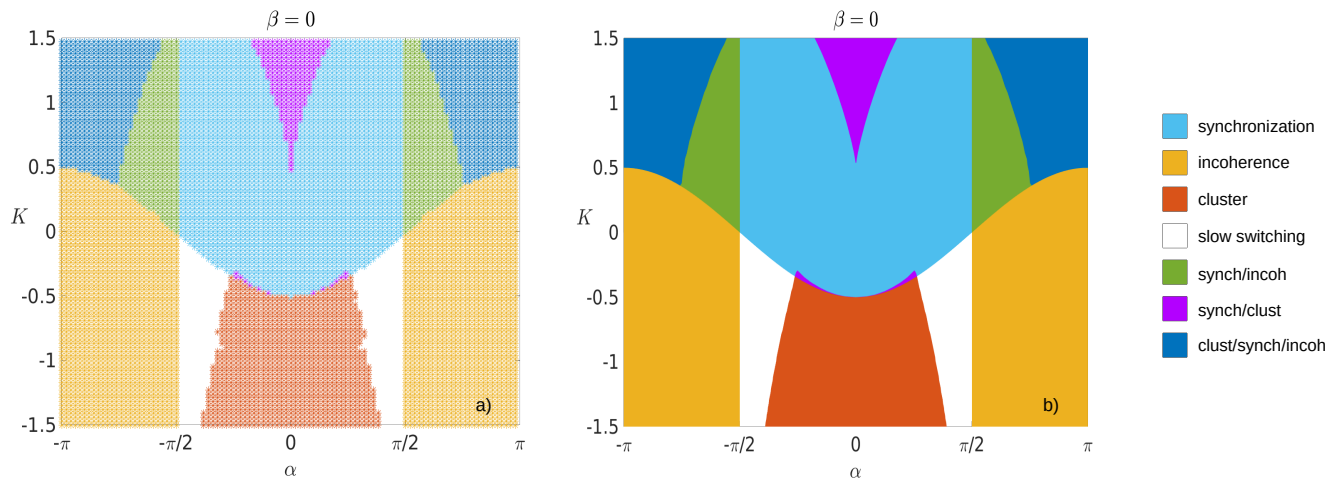 β = 0
1.5
1
0.5
K
0
-0.5
-1
-1.5
a)
-π
-π/2
0
π/2
π
α
β = 0
1.5
1
0.5
K
0
-0.5
-1
-1.5
b)
-π
-π/2
0
π/2
π
α
synchronization
incoherence
cluster
slow switching
synch/incoh
synch/clust
clust/synch/incoh